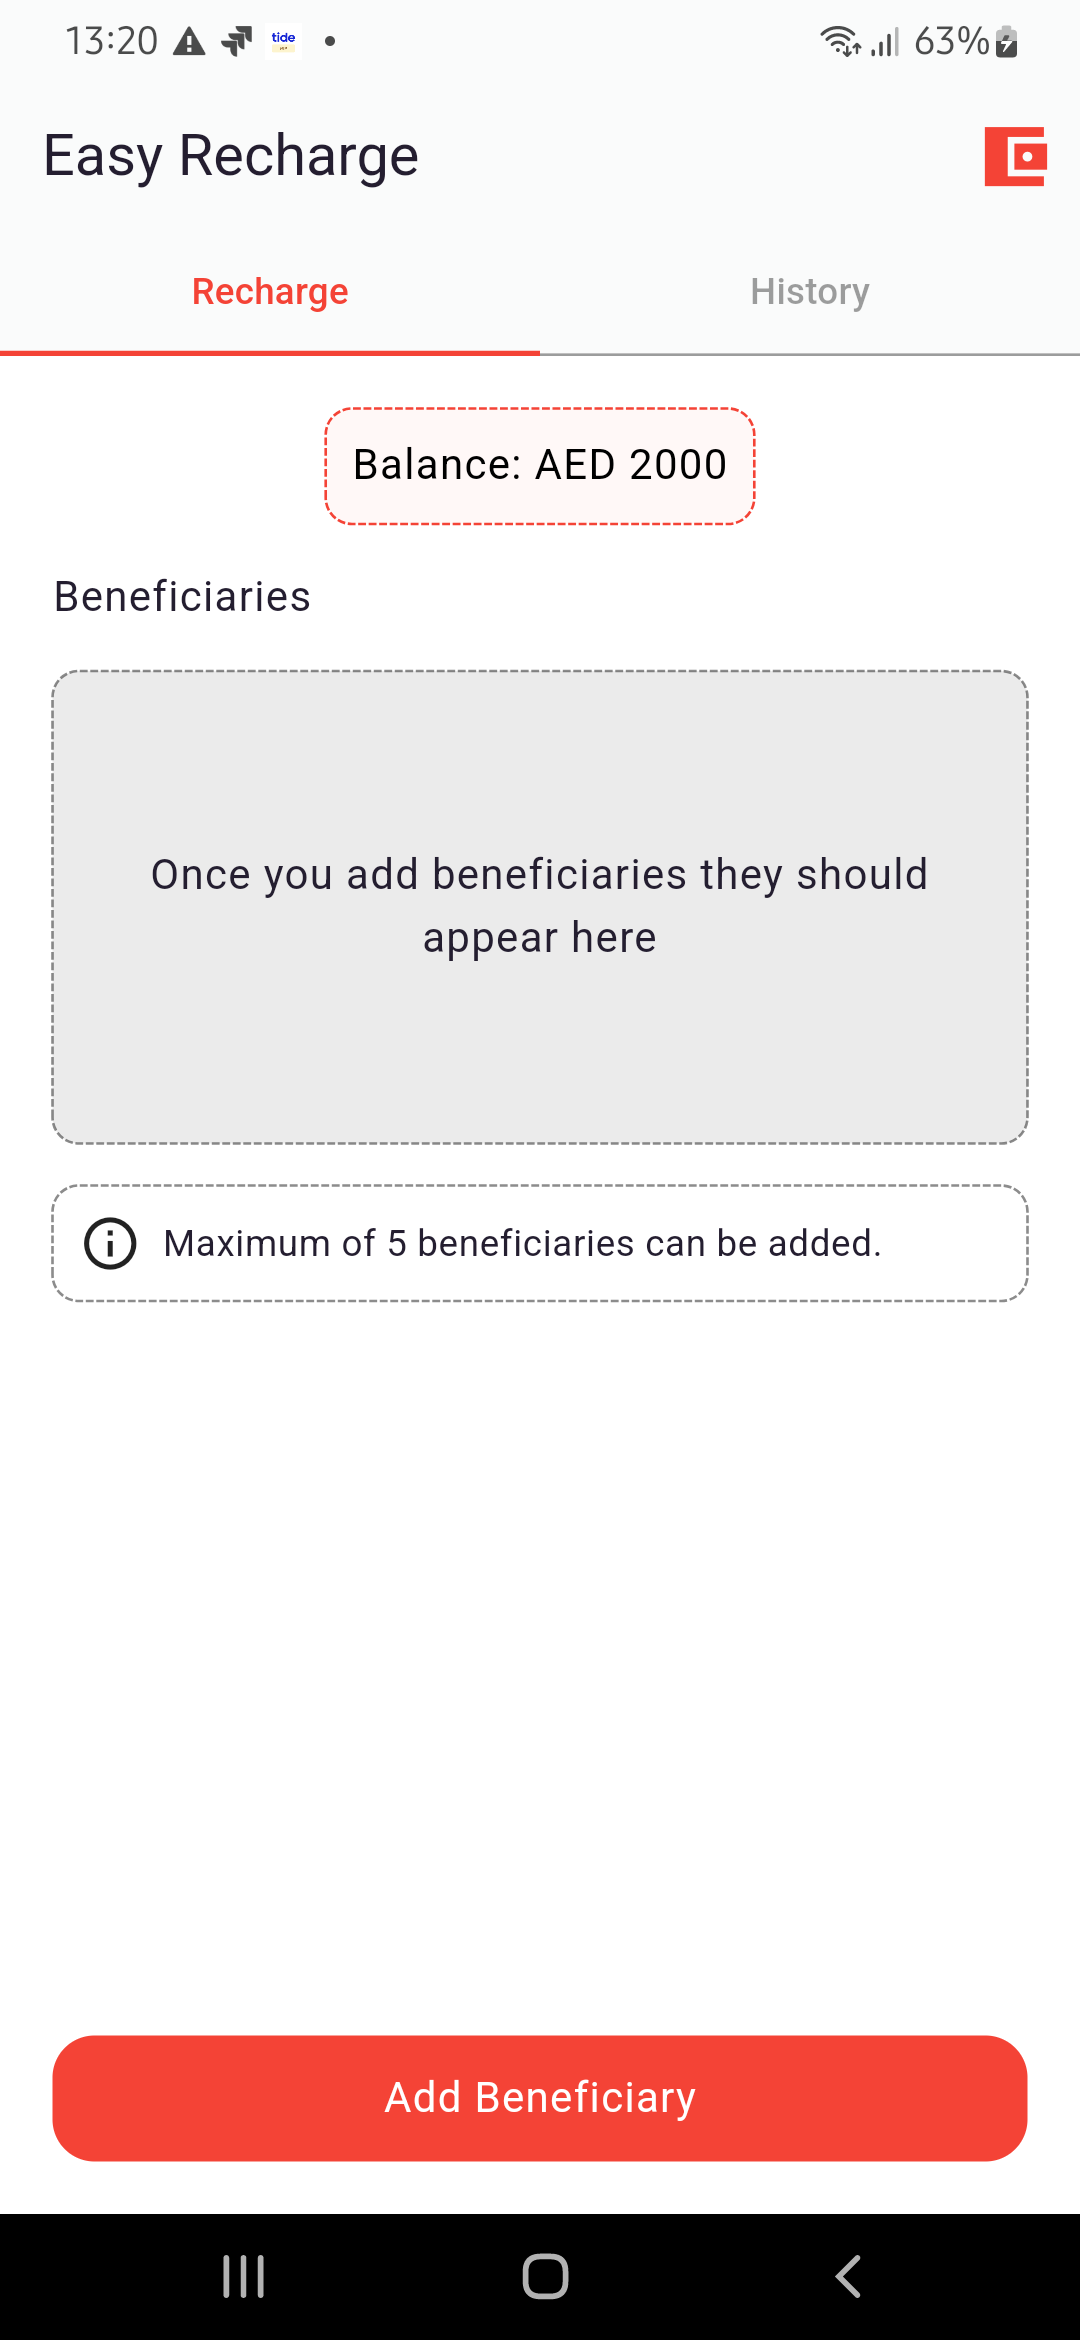 13:20
tide
63%
Easy Recharge
Recharge
History
Balance: AED 2000
Beneficiaries
Once you add beneficiaries they should
appear here
Maximum of 5 beneficiaries can be added.
Add Beneficiary